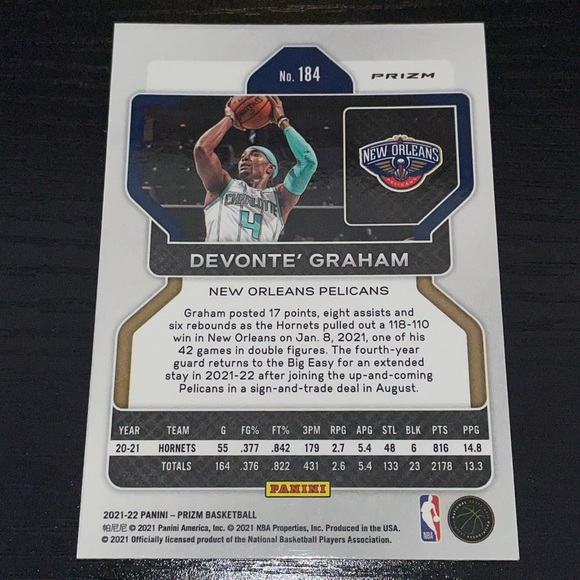 No. 184
PRIZM
NEW ORLEANS
PELICANS
CHARLOTTE
4
DEVONTE' GRAHAM
NEW ORLEANS PELICANS
Graham posted 17 points, eight assists and
six rebounds as the Hornets pulled out a 118-110
win in New Orleans on Jan. 8, 2021, one of his
42 games in double figures. The fourth-year
guard returns to the Big Easy for an extended
stay in 2021-22 after joining the up-and-coming
Pelicans in a sign-and-trade deal in August.
YEAR TEAM G FG% FT% 3PM RPG APG STL BLK PTS PPG
20-21 HORNETS 55 .377 .842 179 2.7 5.4 48 6 816 14.8
TOTALS 164 .376 .822 431 2.6 5.4 133 23 2178 13.3
PANINI
2021-22 PANINI – PRIZM BASKETBALL
帕尼尼 © 2021 Panini America, Inc. © 2021 NBA Properties, Inc. Produced in the USA.
© 2021 Officially licensed product of the National Basketball Players Association.
NBA